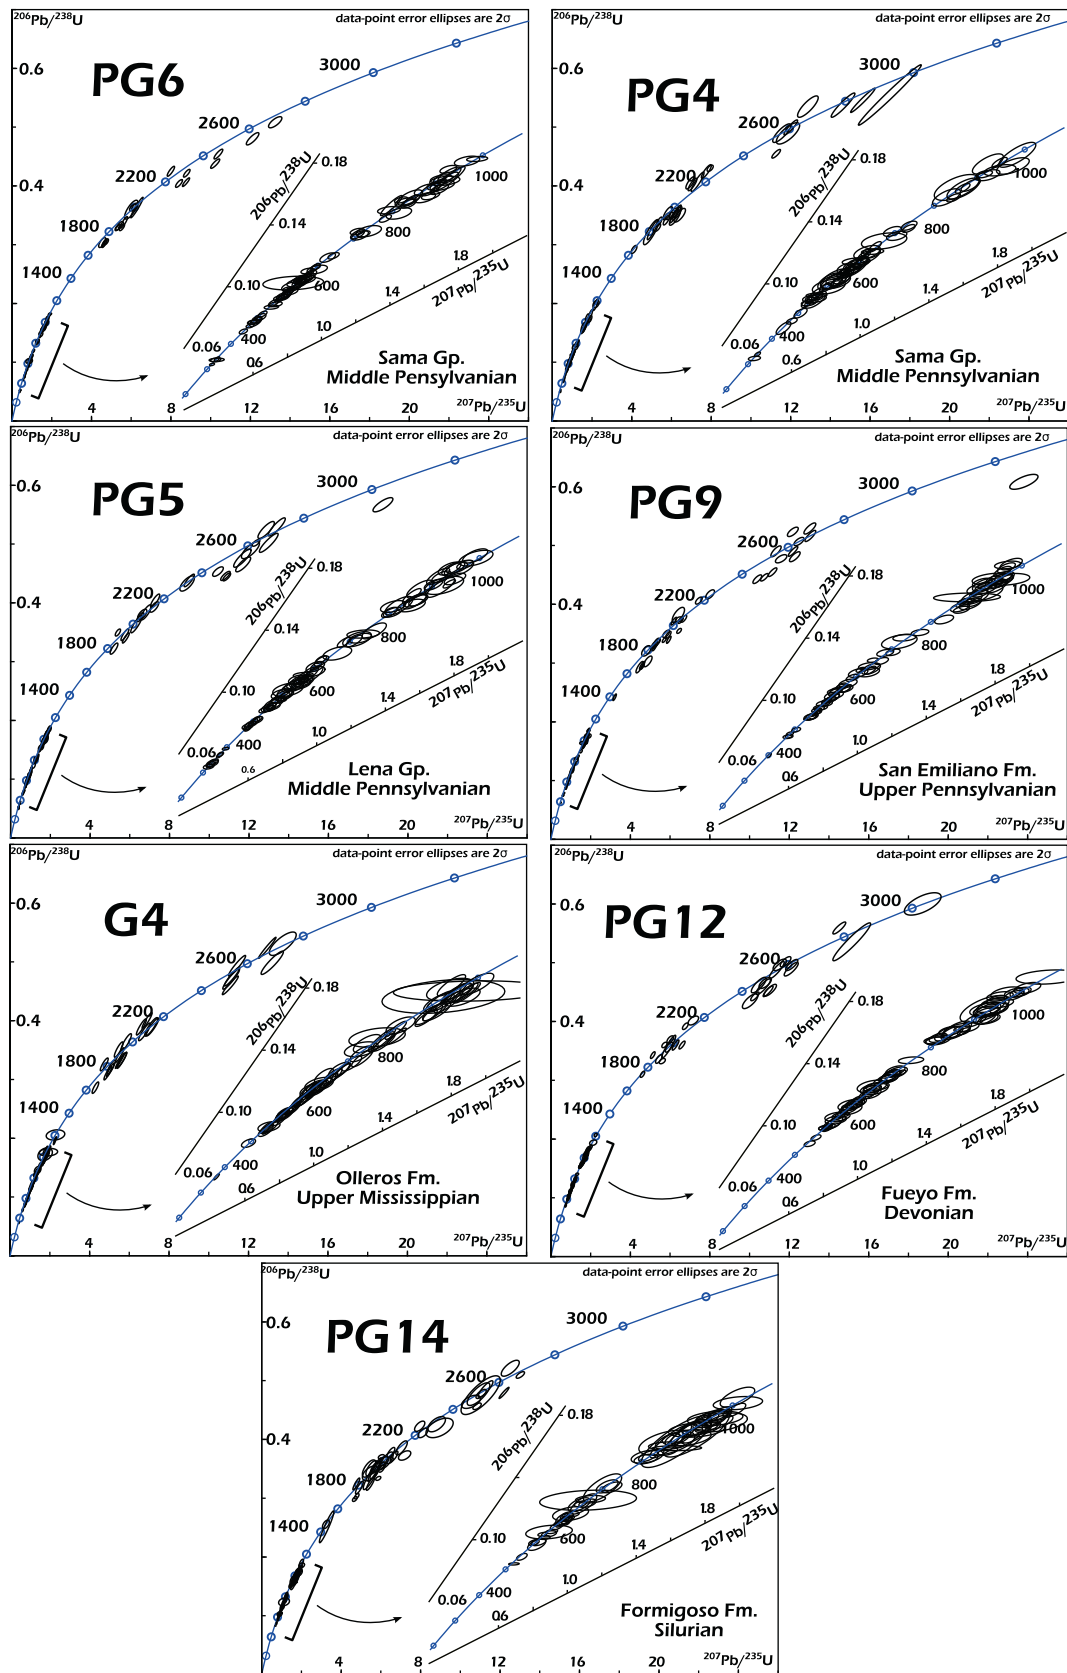 206Pb/238U
data-point error ellipses are 2σ
PG6
3000
0.6
2600
2200
0.4
1800
1400
206Pb/238U
0.18
0.14
0.10
0.06
1000
800
600
400
1.8
1.4
1.0
0.6
207Pb/235U
Sama Gp.
Middle Pensylvanian
4
8
12
16
20
207Pb/235U
206Pb/238U
data-point error ellipses are 2σ
PG4
3000
0.6
2600
2200
0.4
1800
1400
206Pb/238U
0.18
0.14
0.10
0.06
1000
800
600
400
1.8
1.4
1.0
0.6
207Pb/235U
Sama Gp.
Middle Pennsylvanian
4
8
12
16
20
207Pb/235U
206Pb/238U
data-point error ellipses are 2σ
PG5
3000
0.6
2600
2200
0.4
1800
1400
206Pb/238U
0.18
0.14
0.10
0.06
1000
800
600
400
1.8
1.4
1.0
0.6
207Pb/235U
Lena Gp.
Middle Pennsylvanian
4
8
12
16
20
207Pb/235U
206Pb/238U
data-point error ellipses are 2σ
PG9
3000
0.6
2600
2200
0.4
1800
1400
206Pb/238U
0.18
0.14
0.10
0.06
1000
800
600
400
1.8
1.4
1.0
0.6
207Pb/235U
San Emiliano Fm.
Upper Pennsylvanian
4
8
12
16
20
207Pb/235U
206Pb/238U
data-point error ellipses are 2σ
G4
3000
0.6
2600
2200
0.4
1800
1400
206Pb/238U
0.18
0.14
0.10
0.06
800
600
400
1.8
1.4
1.0
0.6
207Pb/235U
Olleros Fm.
Upper Mississippian
4
8
12
16
20
207Pb/235U
206Pb/238U
data-point error ellipses are 2σ
PG12
3000
0.6
2600
2200
0.4
1800
1400
206Pb/238U
0.18
0.14
0.10
0.06
1000
800
600
400
1.8
1.4
1.0
0.6
207Pb/235U
Fueyo Fm.
Devonian
4
8
12
16
20
207Pb/235U
206Pb/238U
data-point error ellipses are 2σ
PG14
3000
0.6
2600
2200
0.4
1800
1400
206Pb/238U
0.18
0.10
0.06
1000
800
600
400
1.8
1.4
1.0
0.6
207Pb/235U
Formigoso Fm.
Silurian
4
8
12
16
20
207Pb/235U